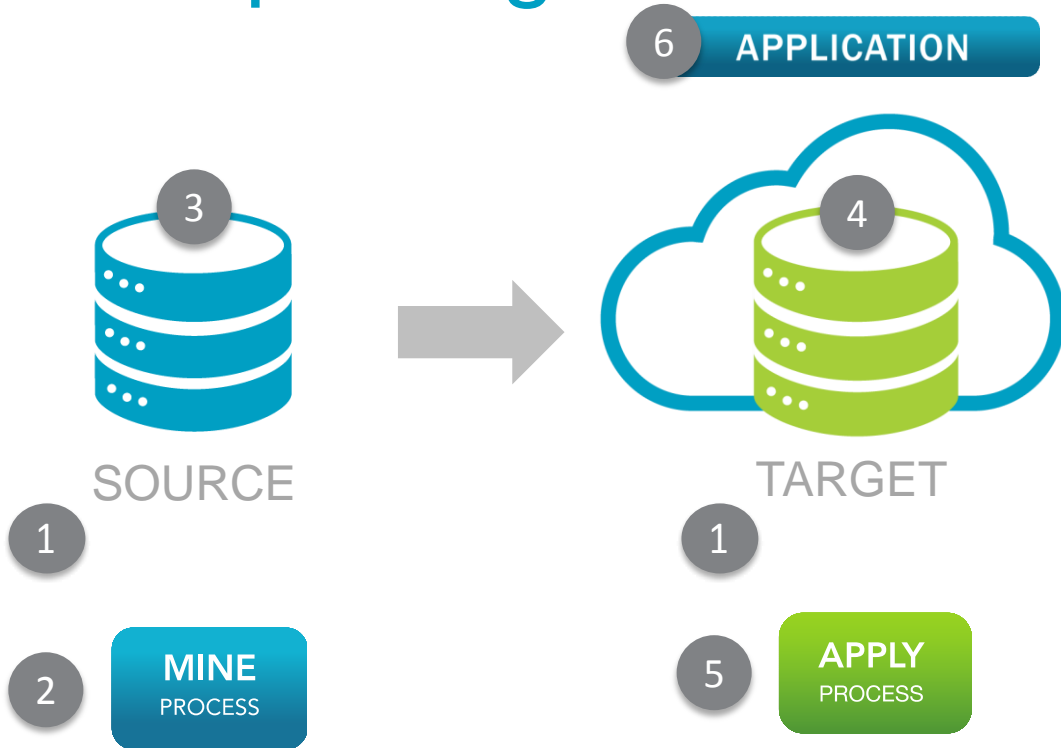 6 APPLICATION
3
4
SOURCE
TARGET
1
1
2
MINE
PROCESS
5
APPLY
PROCESS